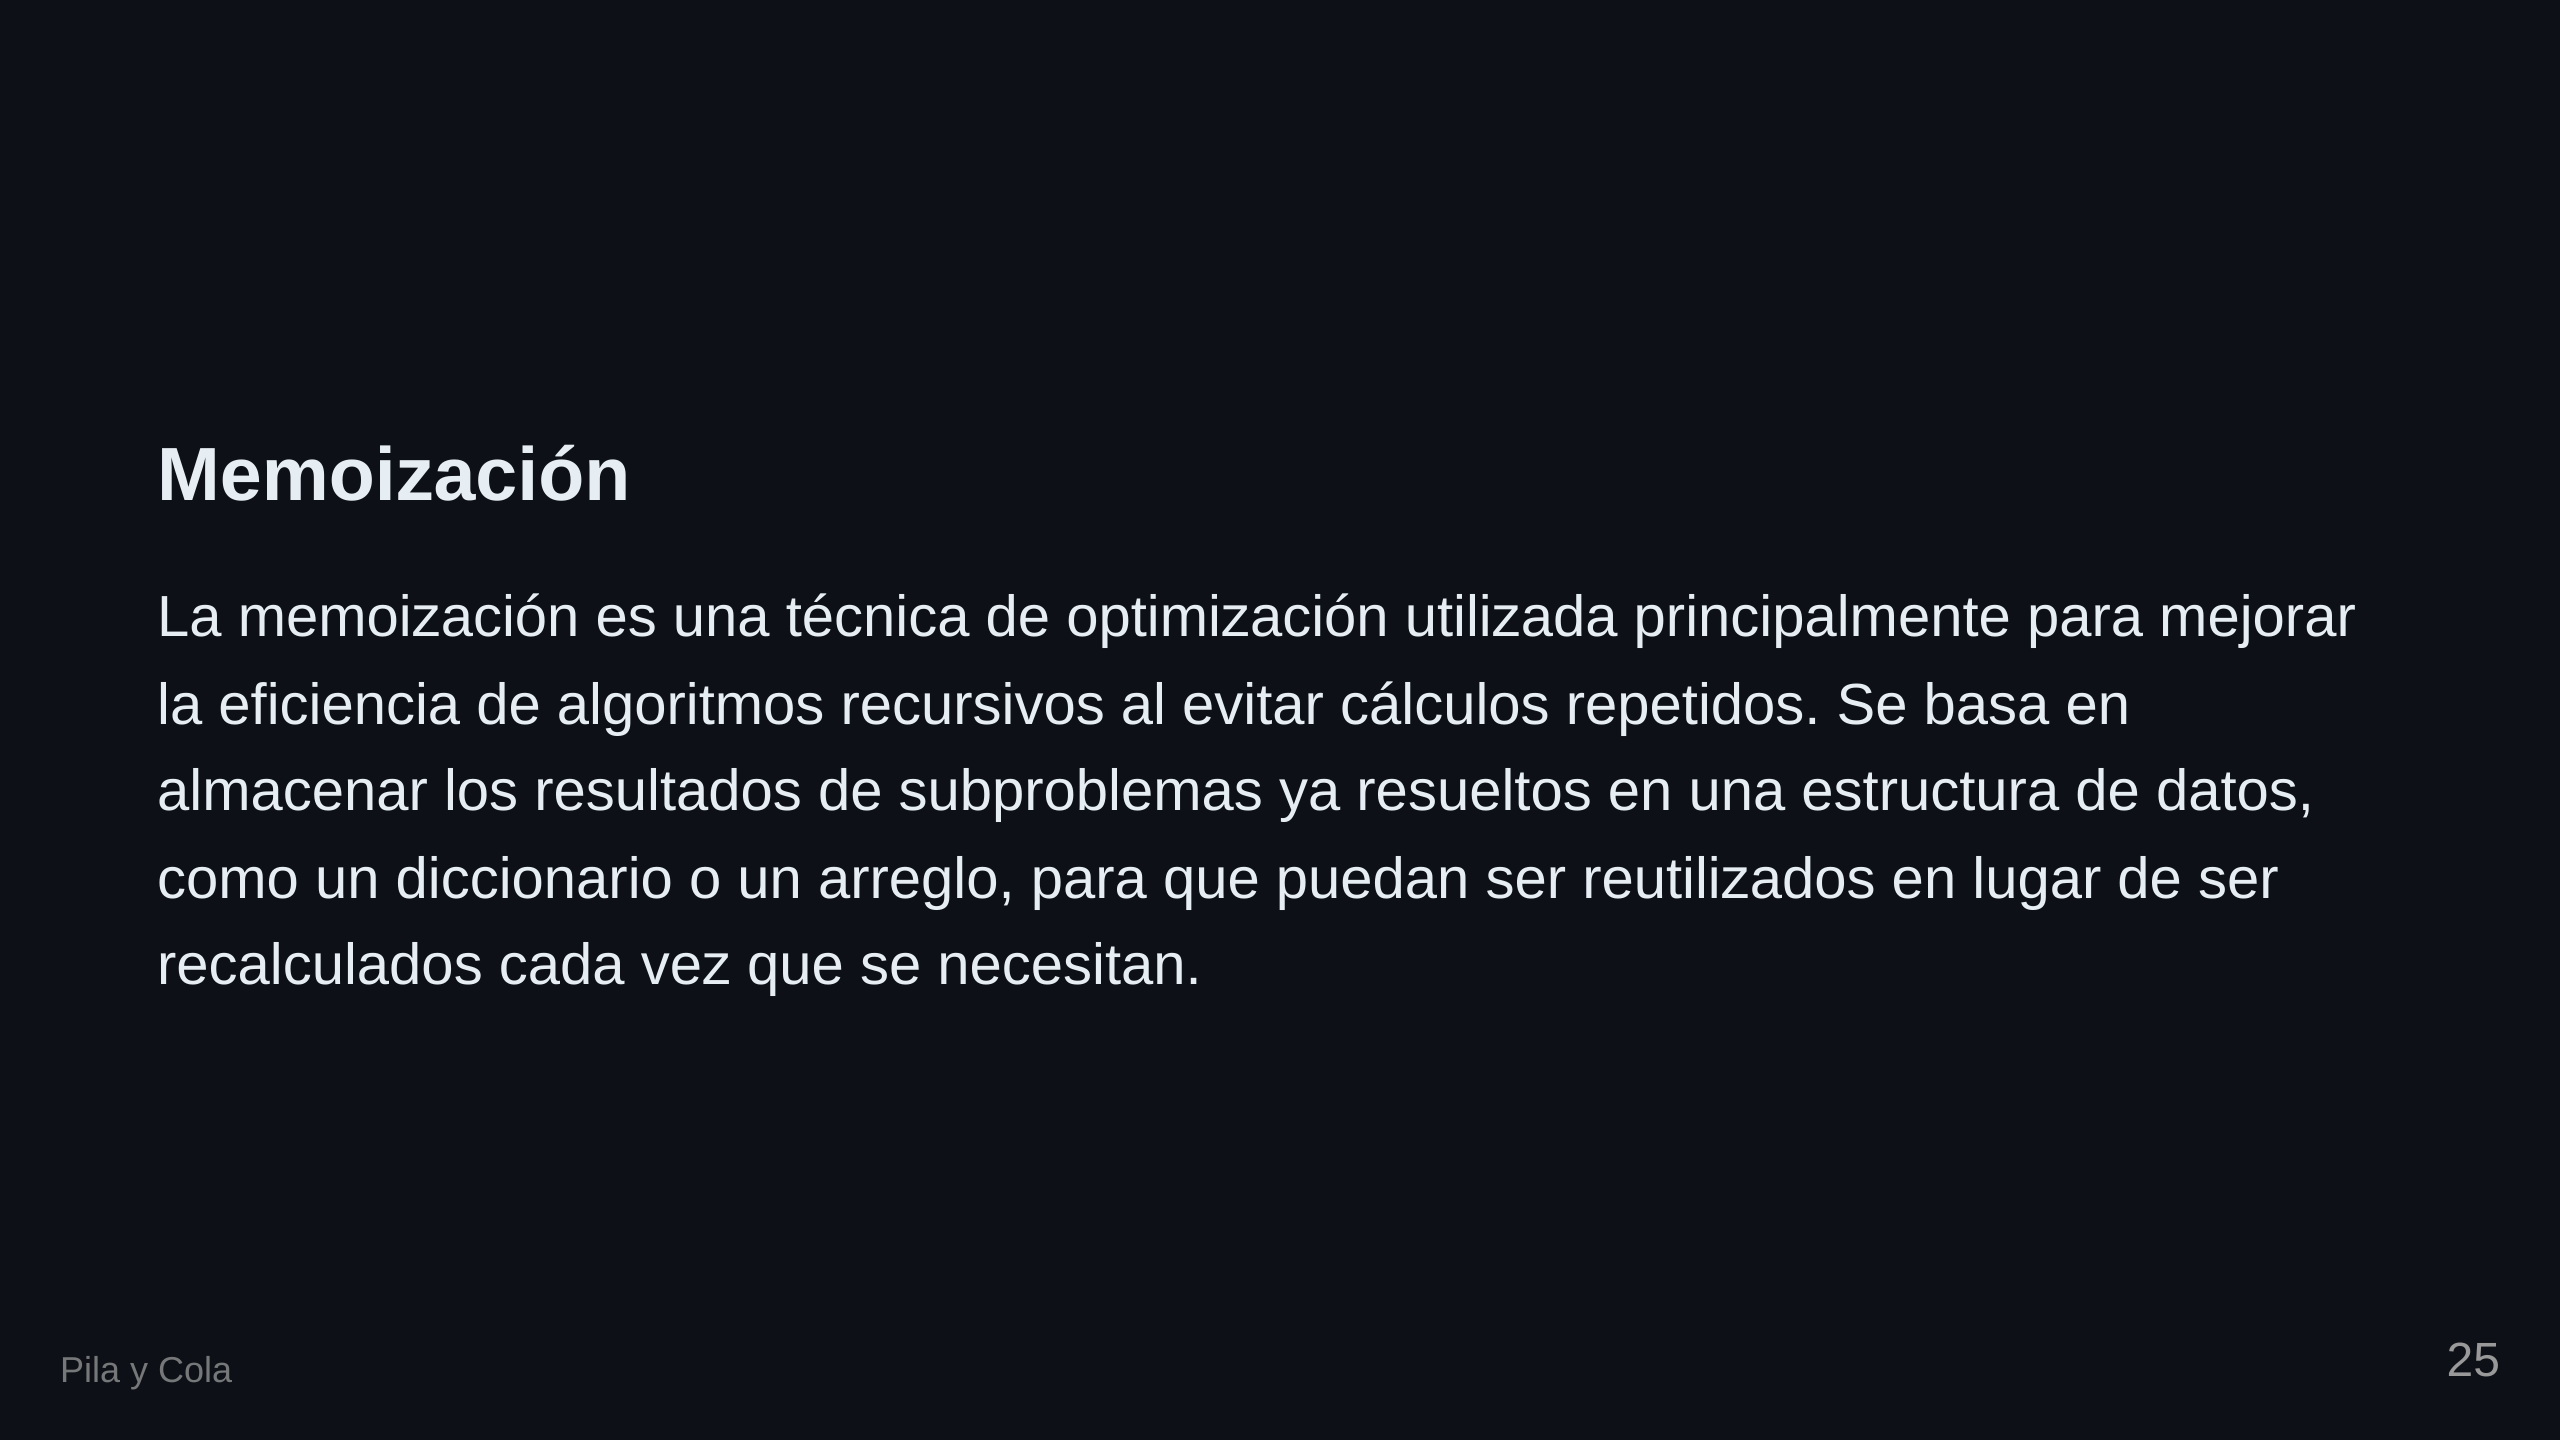 Memoización
La memoización es una técnica de optimización utilizada principalmente para mejorar
la eficiencia de algoritmos recursivos al evitar cálculos repetidos. Se basa en
almacenar los resultados de subproblemas ya resueltos en una estructura de datos,
como un diccionario o un arreglo, para que puedan ser reutilizados en lugar de ser
recalculados cada vez que se necesitan.
Pila y Cola
25